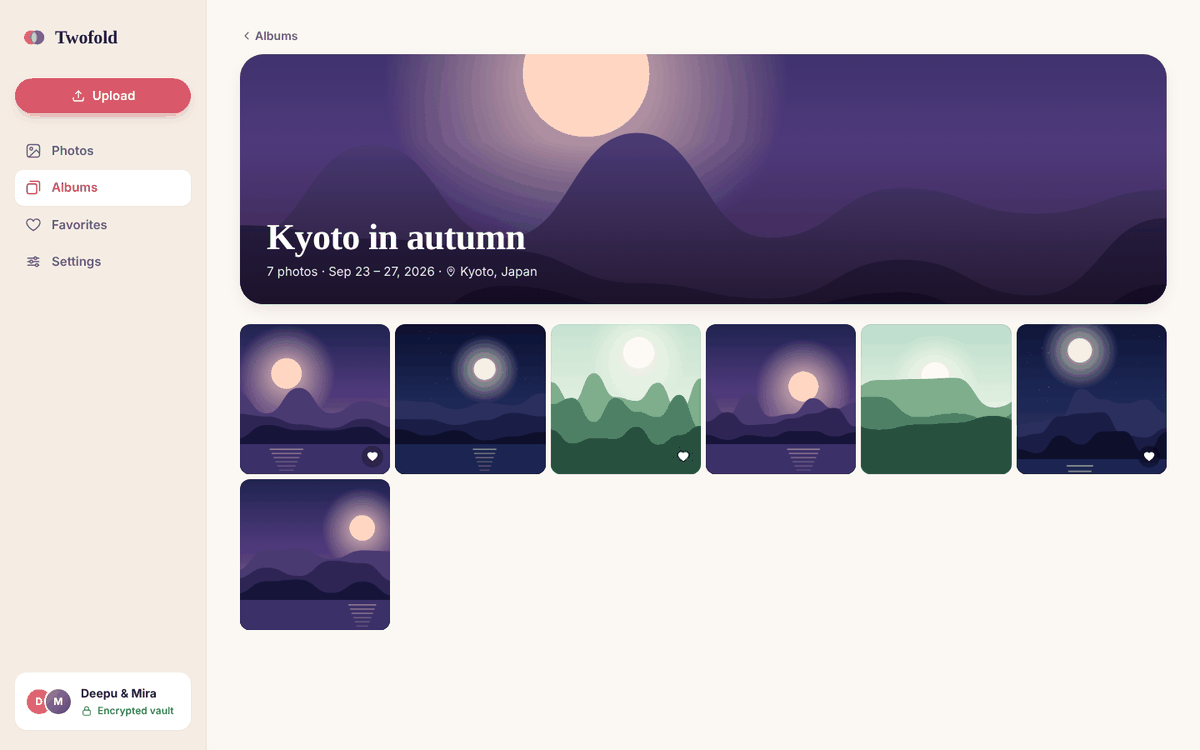 Twofold
Upload
Photos
Albums
Favorites
Settings
Deepu & Mira
D M
Encrypted vault
Albums
Kyoto in autumn
7 photos · Sep 23 – 27, 2026 · Kyoto, Japan